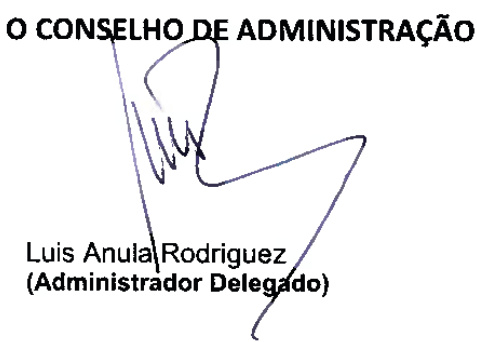 O CONSELHO DE ADMINISTRAÇÃO
Luis Anula Rodriguez
(Administrador Delegado)